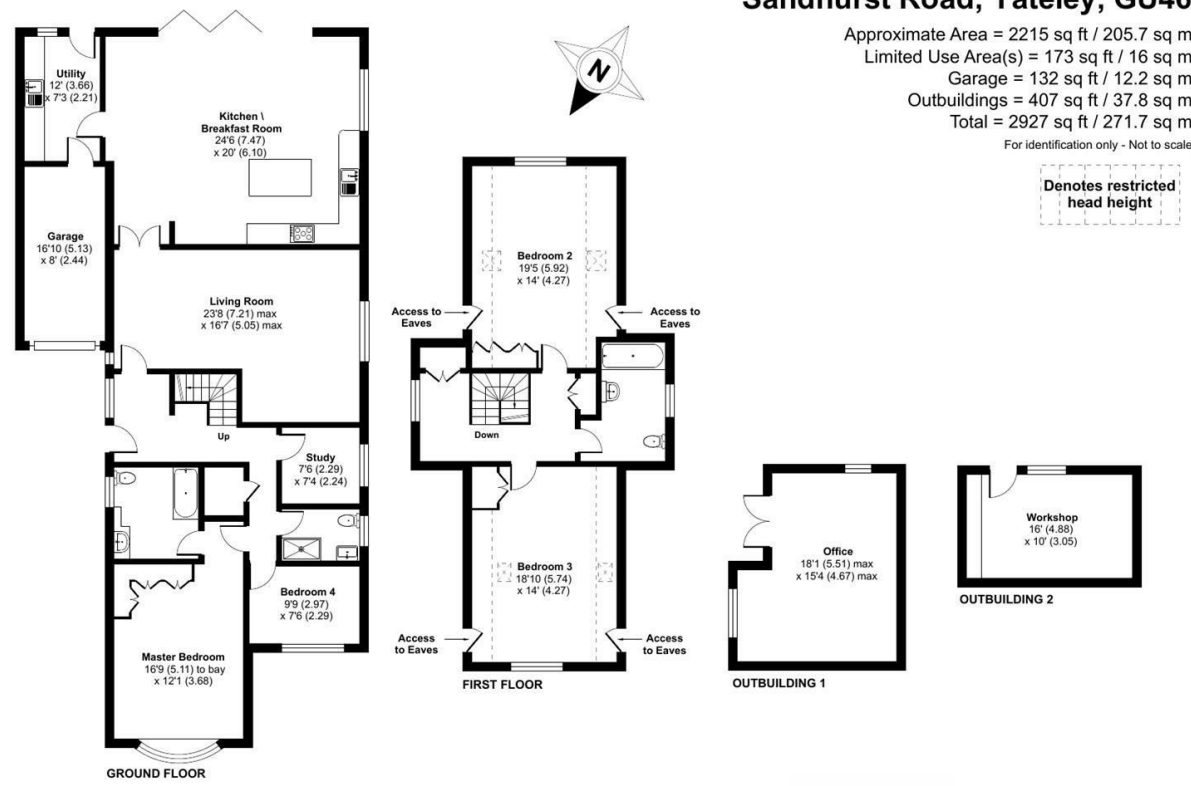 Sandhurst Road, Yateley, GU46
Approximate Area = 2215 sq ft / 205.7 sq m
Limited Use Area(s) = 173 sq ft / 16 sq m
Garage = 132 sq ft / 12.2 sq m
Outbuildings = 407 sq ft / 37.8 sq m
Total = 2927 sq ft / 271.7 sq m
For identification only - Not to scale
Denotes restricted
head height
N
Utility
12' (3.66)
x 7'3 (2.21)
Kitchen \
Breakfast Room
24'6 (7.47)
x 20' (6.10)
Garage
16'10 (5.13)
x 8' (2.44)
Living Room
23'8 (7.21) max
x 16'7 (5.05) max
Up
Study
7'6 (2.29)
x 7'4 (2.24)
Bedroom 4
9'9 (2.97)
x 7'6 (2.29)
Master Bedroom
16'9 (5.11) to bay
x 12'1 (3.68)
GROUND FLOOR
Bedroom 2
19'5 (5.92)
x 14' (4.27)
Access to
Eaves
Access to
Eaves
Down
Bedroom 3
18'10 (5.74)
x 14' (4.27)
Access
to Eaves
Access
to Eaves
FIRST FLOOR
Office
18'1 (5.51) max
x 15'4 (4.67) max
OUTBUILDING 1
Workshop
16' (4.88)
x 10' (3.05)
OUTBUILDING 2